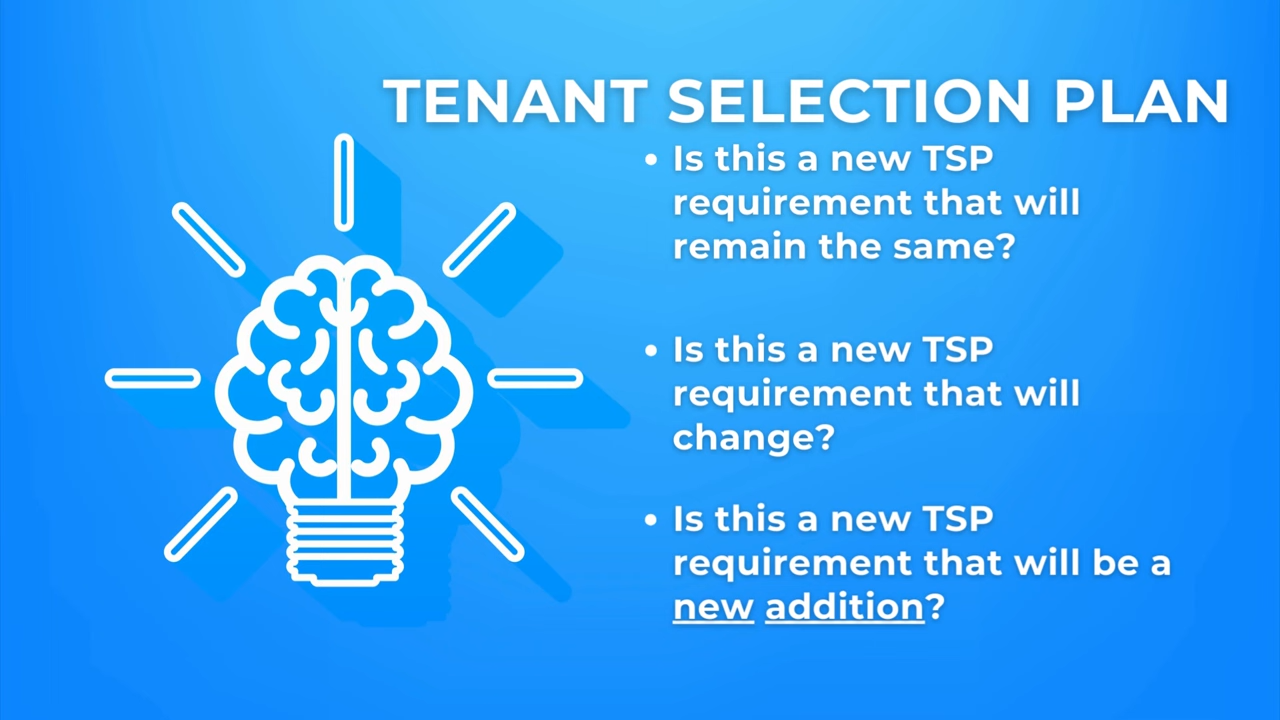 TENANT SELECTION PLAN
• Is this a new TSP
requirement that will
remain the same?
• Is this a new TSP
requirement that will
change?
• Is this a new TSP
requirement that will be a
new addition?